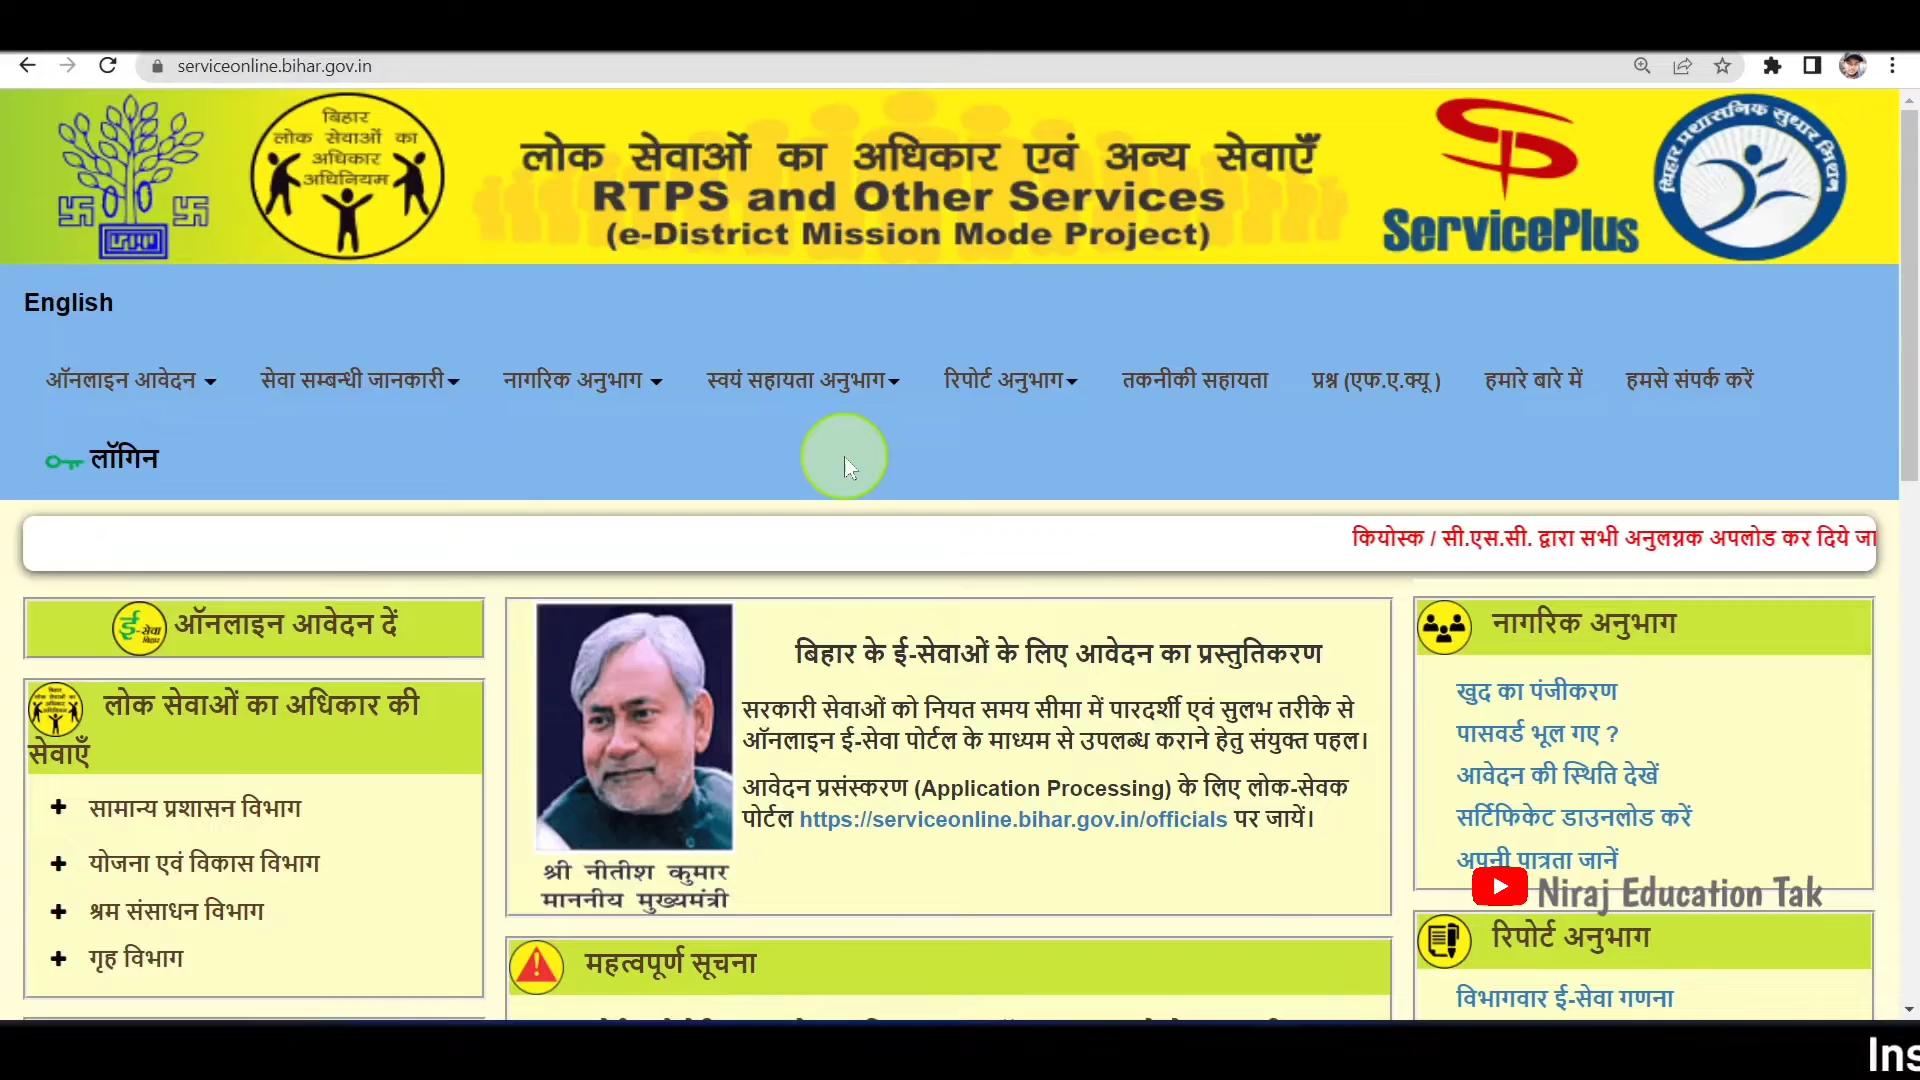 serviceonline.bihar.gov.in
बिहार
लोक सेवाओं का
अधिकार
अधिनियम
लोक सेवाओं का अधिकार एवं अन्य सेवाएँ
RTPS and Other Services
(e-District Mission Mode Project)
ServicePlus
बिहार प्रशासनिक सुधार मिशन
English
ऑनलाइन आवेदन
सेवा सम्बन्धी जानकारी
नागरिक अनुभाग
स्वयं सहायता अनुभाग
रिपोर्ट अनुभाग
तकनीकी सहायता
प्रश्न (एफ.ए.क्यू )
हमारे बारे में
हमसे संपर्क करें
लॉगिन
कियोस्क / सी.एस.सी. द्वारा सभी अनुलग्नक अपलोड कर दिये जा
ई-सेवा बिहार
ऑनलाइन आवेदन दें
लोक सेवाओं का अधिकार की
सेवाएँ
सामान्य प्रशासन विभाग
योजना एवं विकास विभाग
श्रम संसाधन विभाग
गृह विभाग
बिहार के ई-सेवाओं के लिए आवेदन का प्रस्तुतिकरण
सरकारी सेवाओं को नियत समय सीमा में पारदर्शी एवं सुलभ तरीके से
ऑनलाइन ई-सेवा पोर्टल के माध्यम से उपलब्ध कराने हेतु संयुक्त पहल।
आवेदन प्रसंस्करण (Application Processing) के लिए लोक-सेवक
पोर्टल https://serviceonline.bihar.gov.in/officials पर जायें।
श्री नीतीश कुमार
माननीय मुख्यमंत्री
महत्वपूर्ण सूचना
नागरिक अनुभाग
खुद का पंजीकरण
पासवर्ड भूल गए ?
आवेदन की स्थिति देखें
सर्टिफिकेट डाउनलोड करें
अपनी पात्रता जानें
Niraj Education Tak
रिपोर्ट अनुभाग
विभागवार ई-सेवा गणना
Ins